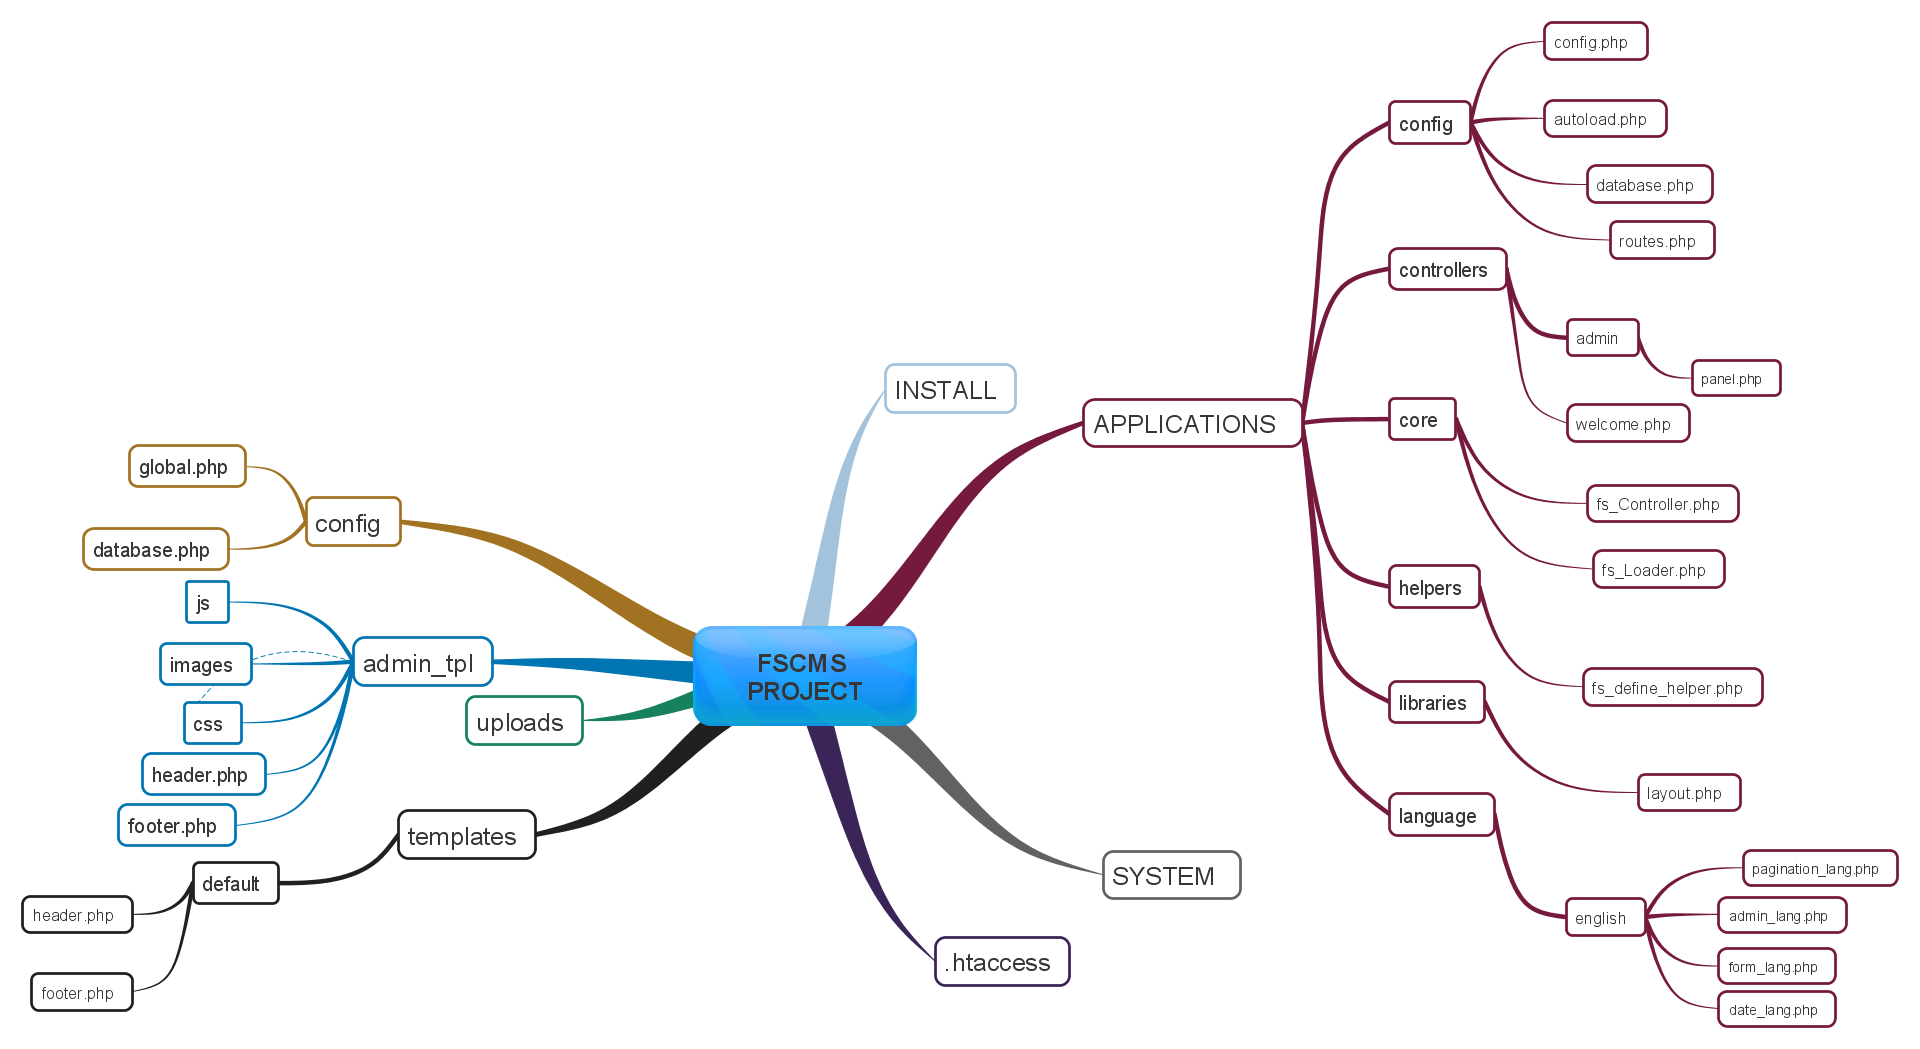 FSCMS
PROJECT
INSTALL
APPLICATIONS
config
config.php
autoload.php
database.php
routes.php
controllers
admin
panel.php
welcome.php
core
fs_Controller.php
fs_Loader.php
helpers
fs_define_helper.php
libraries
layout.php
language
english
pagination_lang.php
admin_lang.php
form_lang.php
date_lang.php
SYSTEM
.htaccess
config
global.php
database.php
admin_tpl
js
images
css
header.php
footer.php
uploads
templates
default
header.php
footer.php